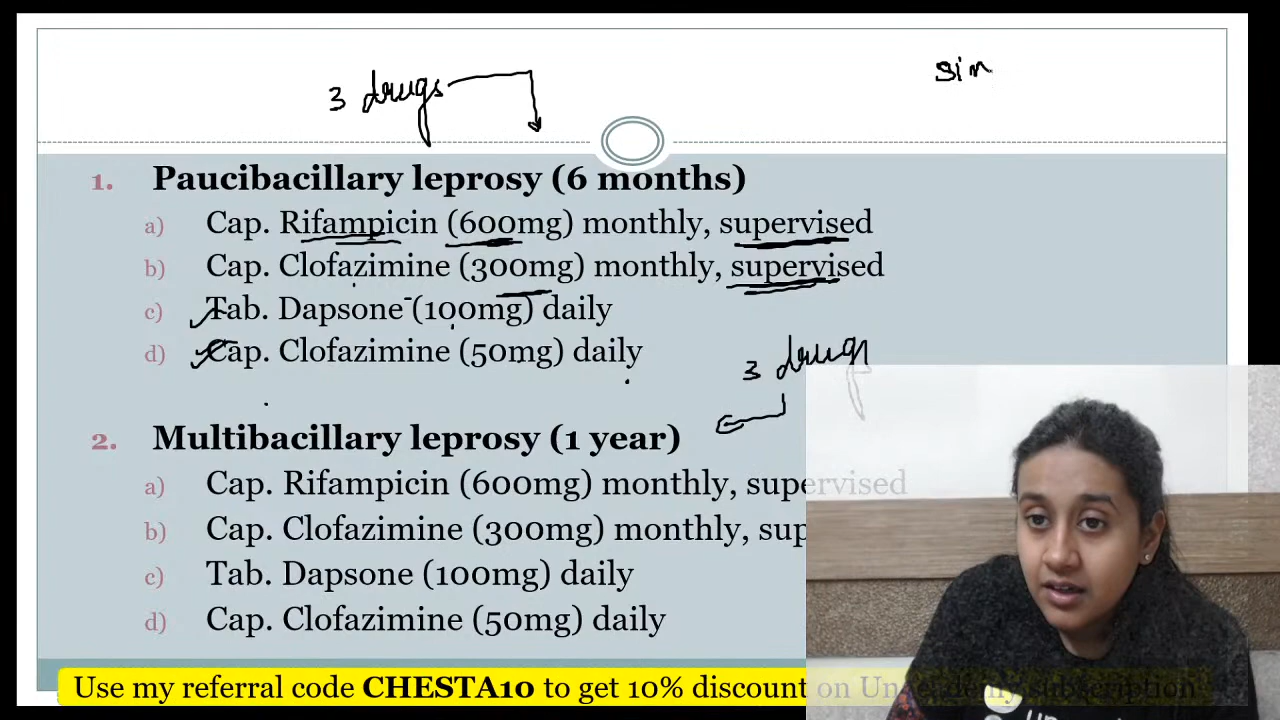 3 drugs
sin
1. Paucibacillary leprosy (6 months)
a) Cap. Rifampicin (600mg) monthly, supervised
b) Cap. Clofazimine (300mg) monthly, supervised
c) Tab. Dapsone (100mg) daily
d) Cap. Clofazimine (50mg) daily
3 drugs
2. Multibacillary leprosy (1 year)
a) Cap. Rifampicin (600mg) monthly, supervised
b) Cap. Clofazimine (300mg) monthly, sup
c) Tab. Dapsone (100mg) daily
d) Cap. Clofazimine (50mg) daily
Use my referral code CHESTA10 to get 10% discount on Unacademy subscription